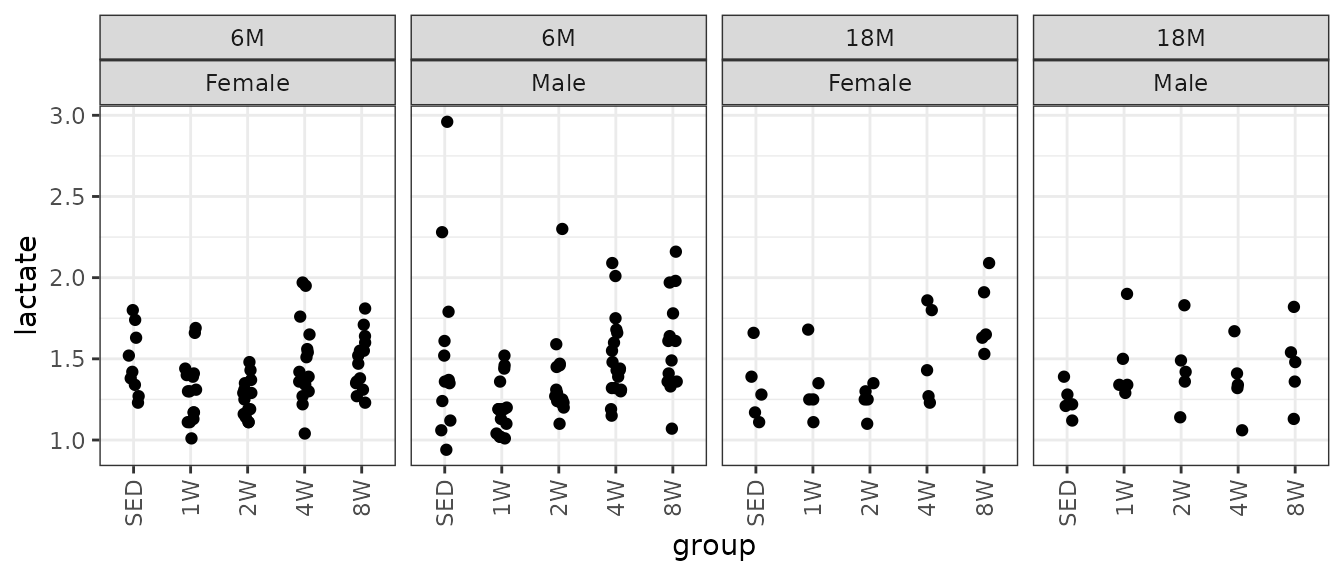 6M 6M 18M 18M
Female Male Female Male
3.0
2.5
2.0
1.5
1.0
lactate
SED 1W 2W 4W 8W SED 1W 2W 4W 8W SED 1W 2W 4W 8W SED 1W 2W 4W 8W
group